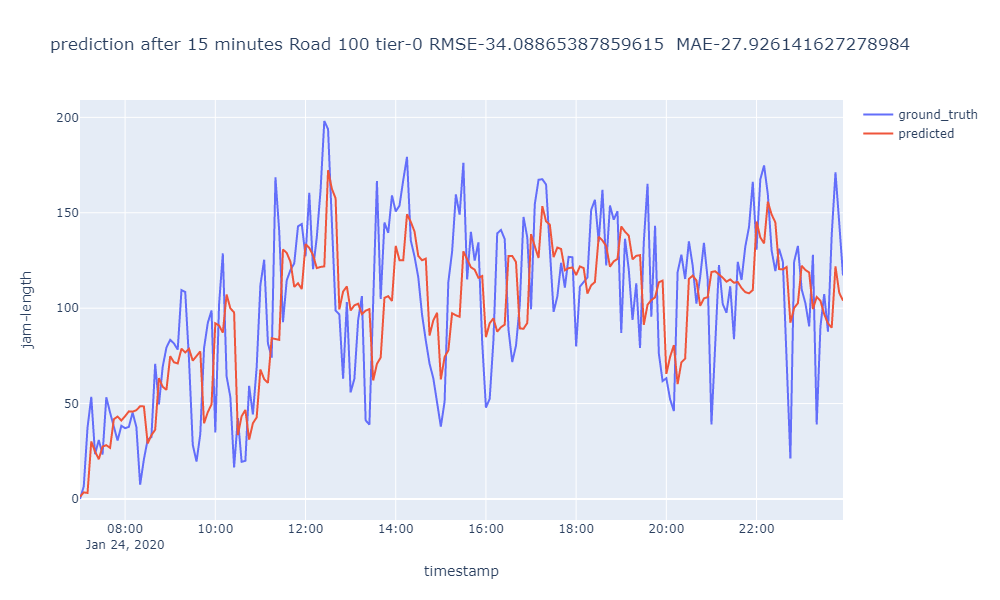 prediction after 15 minutes Road 100 tier-0 RMSE-34.08865387859615  MAE-27.926141627278984
ground_truth
predicted
200
150
100
50
0
jam-length
08:00 10:00 12:00 14:00 16:00 18:00 20:00 22:00
Jan 24, 2020
timestamp